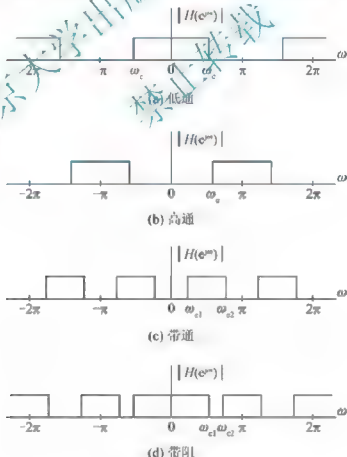 |H(e^{jω})|
-2π π ω_c 0 ω_c π 2π ω
(a) 低通
|H(e^{jω})|
-2π -π 0 ω_c π 2π ω
(b) 高通
|H(e^{jω})|
-2π -π 0 ω_{c1} ω_{c2} π 2π ω
(c) 带通
|H(e^{jω})|
-2π -π 0 ω_{c1} ω_{c2} π 2π ω
(d) 带阻